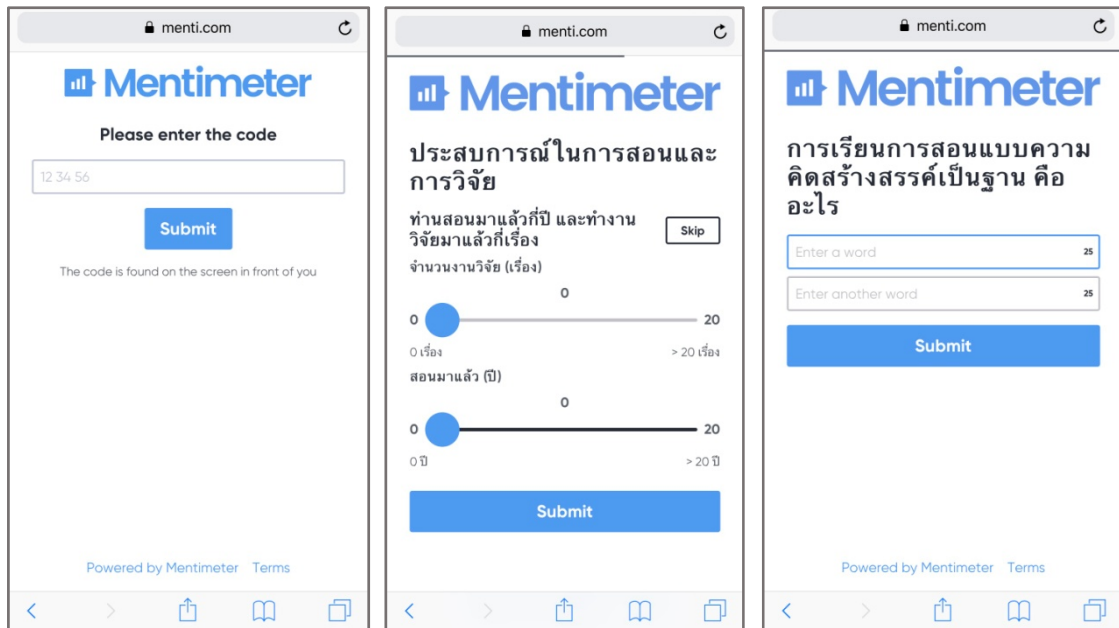 menti.com
Mentimeter
Please enter the code
12 34 56
Submit
The code is found on the screen in front of you
Powered by Mentimeter Terms
menti.com
Mentimeter
ประสบการณ์ในการสอนและ
การวิจัย
ท่านสอนมาแล้วกี่ปี และทำงาน
วิจัยมาแล้วกี่เรื่อง
Skip
จำนวนงานวิจัย (เรื่อง)
0
0 20
0 เรื่อง > 20 เรื่อง
สอนมาแล้ว (ปี)
0
0 20
0 ปี > 20 ปี
Submit
menti.com
Mentimeter
การเรียนการสอนแบบความ
คิดสร้างสรรค์เป็นฐาน คือ
อะไร
Enter a word 25
Enter another word 25
Submit
Powered by Mentimeter Terms